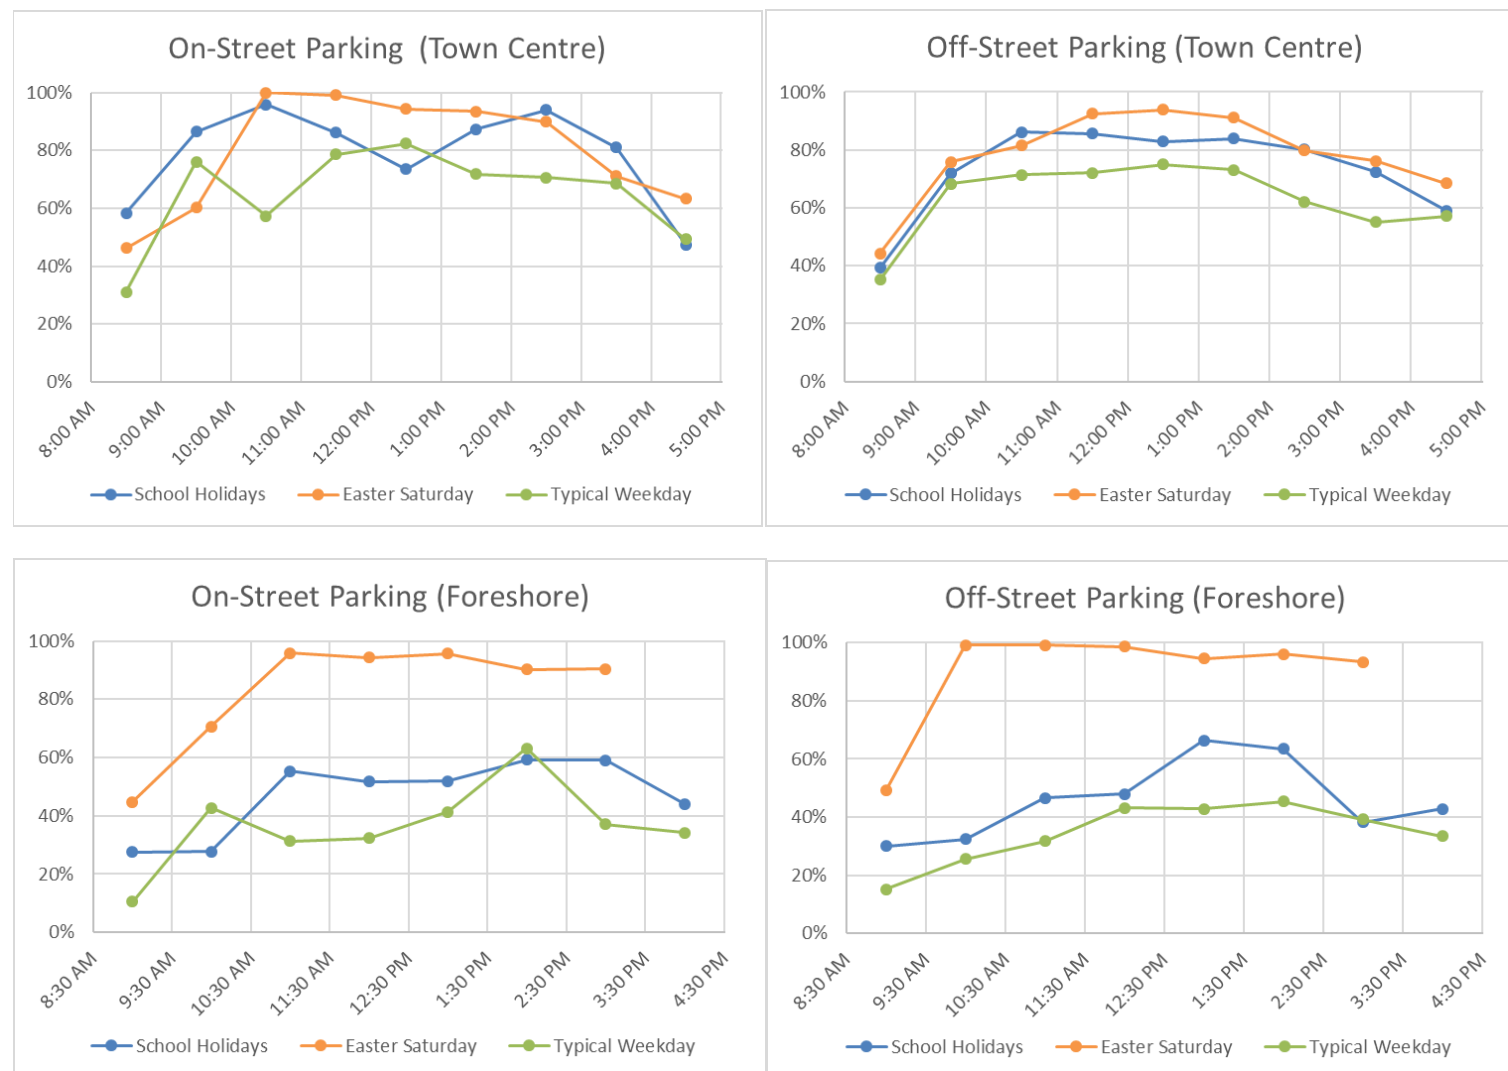 On-Street Parking (Town Centre)
100%
80%
60%
40%
20%
0%
8:00 AM
9:00 AM
10:00 AM
11:00 AM
12:00 PM
1:00 PM
2:00 PM
3:00 PM
4:00 PM
5:00 PM
School Holidays Easter Saturday Typical Weekday
Off-Street Parking (Town Centre)
100%
80%
60%
40%
20%
0%
8:00 AM
9:00 AM
10:00 AM
11:00 AM
12:00 PM
1:00 PM
2:00 PM
3:00 PM
4:00 PM
5:00 PM
School Holidays Easter Saturday Typical Weekday
On-Street Parking (Foreshore)
100%
80%
60%
40%
20%
0%
8:30 AM
9:30 AM
10:30 AM
11:30 AM
12:30 PM
1:30 PM
2:30 PM
3:30 PM
4:30 PM
School Holidays Easter Saturday Typical Weekday
Off-Street Parking (Foreshore)
100%
80%
60%
40%
20%
0%
8:30 AM
9:30 AM
10:30 AM
11:30 AM
12:30 PM
1:30 PM
2:30 PM
3:30 PM
4:30 PM
School Holidays Easter Saturday Typical Weekday